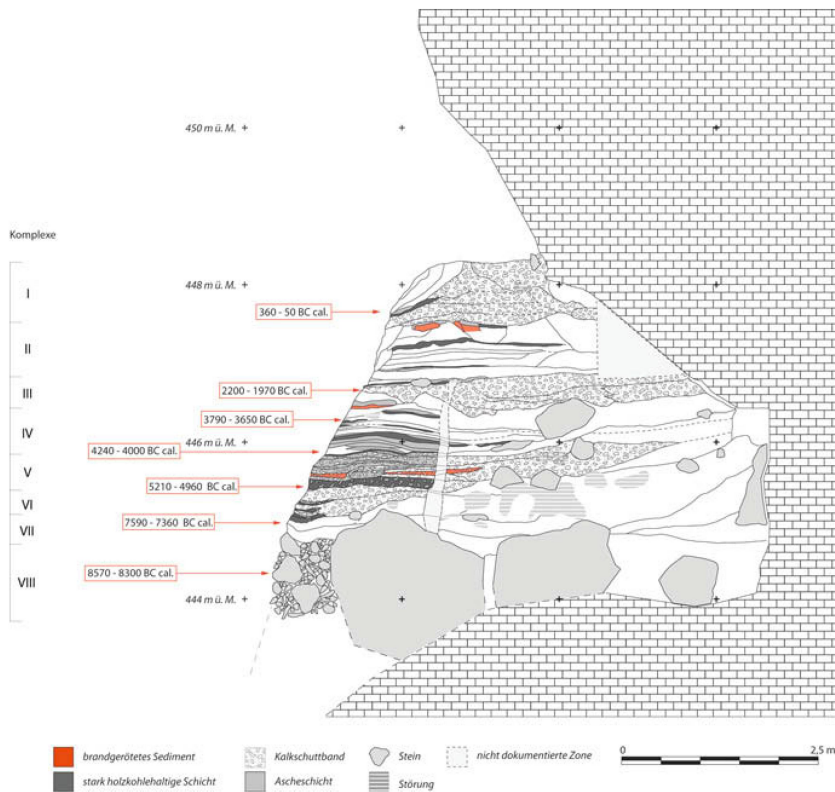 450 m ü. M.
Komplexe
I
448 m ü. M.
360 - 50 BC cal.
II
III
2200 - 1970 BC cal.
3790 - 3650 BC cal.
IV
446 m ü. M.
4240 - 4000 BC cal.
V
5210 - 4960 BC cal.
VI
7590 - 7360 BC cal.
VII
8570 - 8300 BC cal.
VIII
444 m ü. M.
brandgerötetes Sediment
Kalkschuttband
Stein
nicht dokumentierte Zone
0
2,5 m
stark holzkohlehaltige Schicht
Ascheschicht
Störung